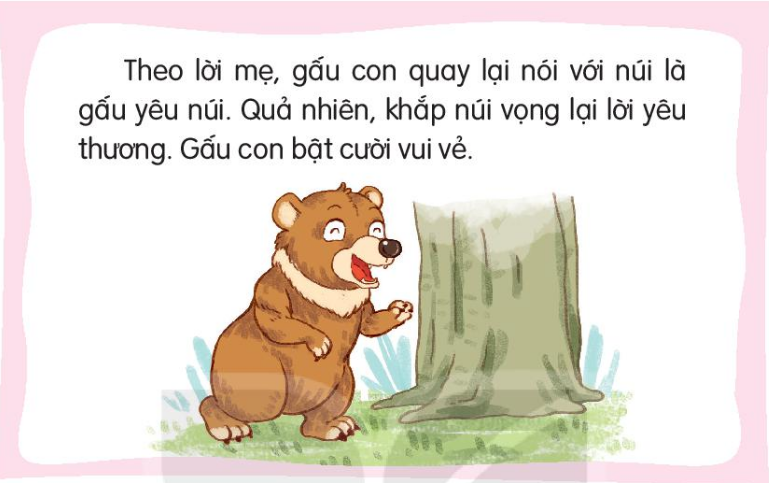 Theo lời mẹ, gấu con quay lại nói với núi là
gấu yêu núi. Quả nhiên, khắp núi vọng lại lời yêu
thương. Gấu con bật cười vui vẻ.